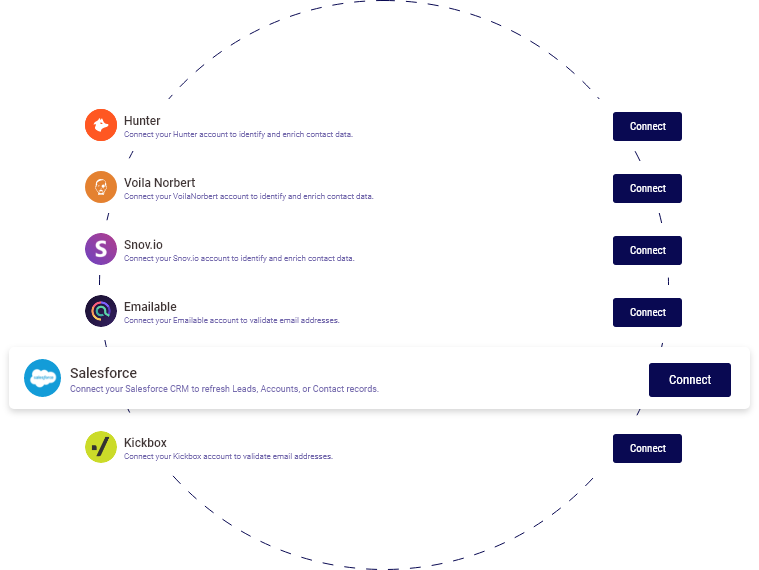 Hunter
Connect your Hunter account to identify and enrich contact data.
Connect
Voila Norbert
Connect your VoilaNorbert account to identify and enrich contact data.
Connect
S
Snov.io
Connect your Snov.io account to identify and enrich contact data.
Connect
Emailable
Connect your Emailable account to validate email addresses.
Connect
salesforce
Salesforce
Connect your Salesforce CRM to refresh Leads, Accounts, or Contact records.
Connect
Kickbox
Connect your Kickbox account to validate email addresses.
Connect